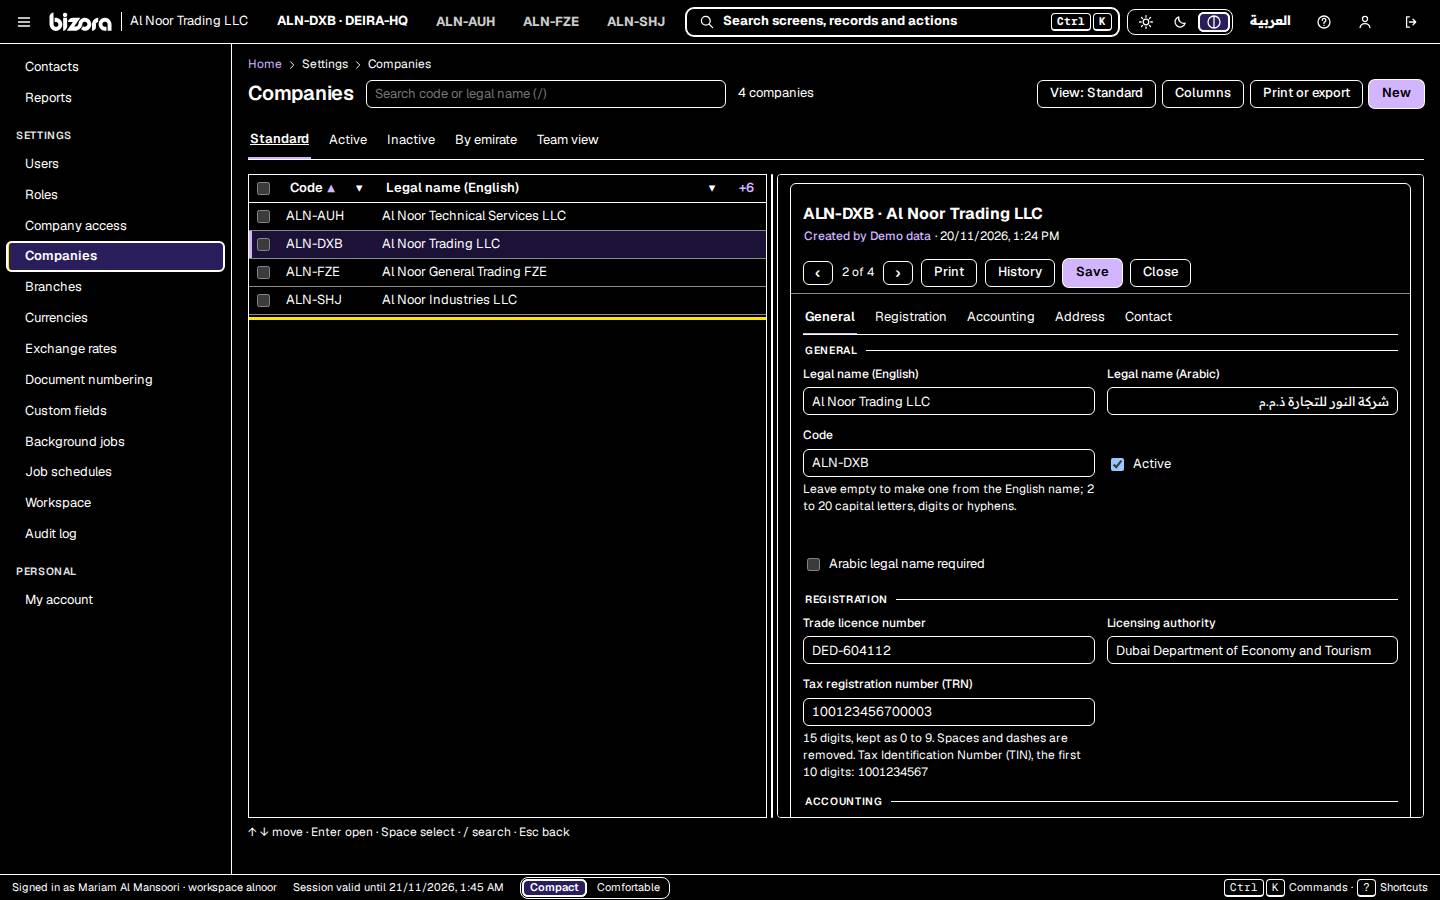 bizora
Al Noor Trading LLC
ALN-DXB · DEIRA-HQ
ALN-AUH
ALN-FZE
ALN-SHJ
Search screens, records and actions
Ctrl K
العربية
Contacts
Reports
SETTINGS
Users
Roles
Company access
Companies
Branches
Currencies
Exchange rates
Document numbering
Custom fields
Background jobs
Job schedules
Workspace
Audit log
PERSONAL
My account
Home > Settings > Companies
Companies
Search code or legal name (/)
4 companies
View: Standard
Columns
Print or export
New
Standard
Active
Inactive
By emirate
Team view
Code ▲ ▼ Legal name (English) ▼ +6
ALN-AUH Al Noor Technical Services LLC
ALN-DXB Al Noor Trading LLC
ALN-FZE Al Noor General Trading FZE
ALN-SHJ Al Noor Industries LLC
↑ ↓ move · Enter open · Space select · / search · Esc back
ALN-DXB · Al Noor Trading LLC
Created by Demo data · 20/11/2026, 1:24 PM
‹ 2 of 4 › Print History Save Close
General Registration Accounting Address Contact
GENERAL
Legal name (English)
Al Noor Trading LLC
Legal name (Arabic)
شركة النور للتجارة ذ.م.م
Code
ALN-DXB
Active
Leave empty to make one from the English name; 2
to 20 capital letters, digits or hyphens.
Arabic legal name required
REGISTRATION
Trade licence number
DED-604112
Licensing authority
Dubai Department of Economy and Tourism
Tax registration number (TRN)
100123456700003
15 digits, kept as 0 to 9. Spaces and dashes are
removed. Tax Identification Number (TIN), the first
10 digits: 1001234567
ACCOUNTING
Signed in as Mariam Al Mansoori · workspace alnoor
Session valid until 21/11/2026, 1:45 AM
Compact Comfortable
Ctrl K Commands · ? Shortcuts